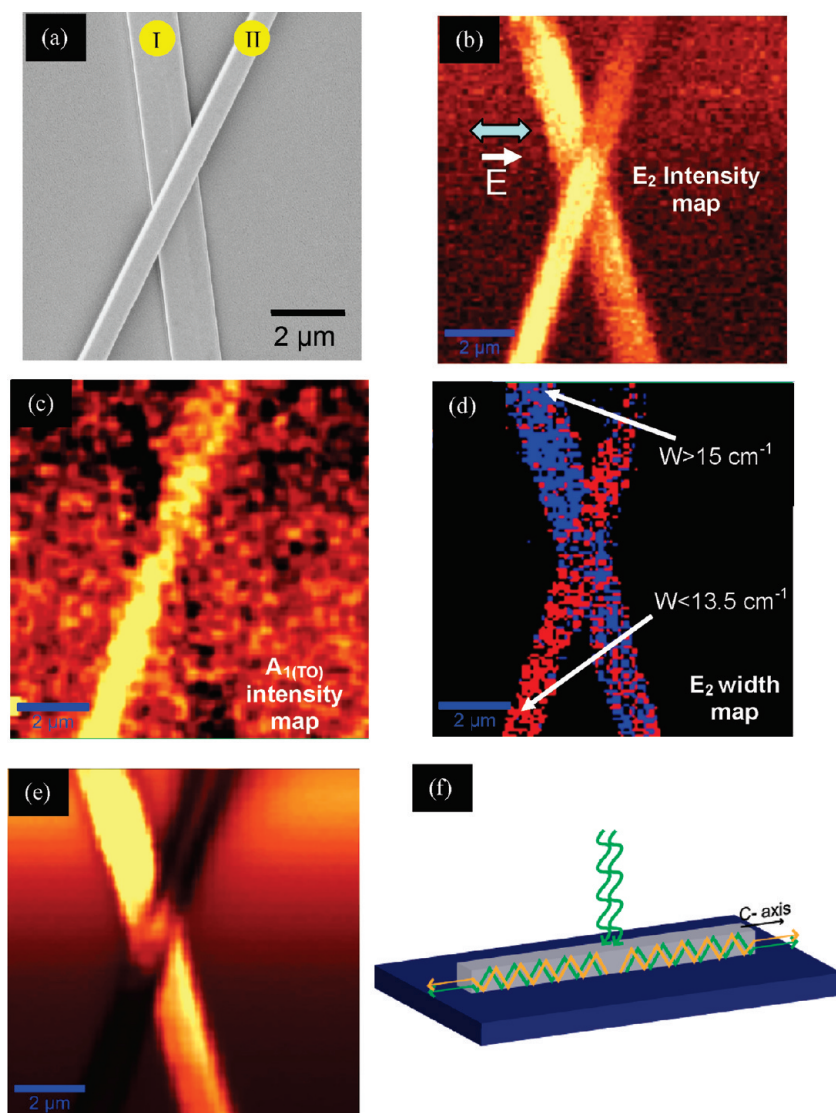 (a)
I
II
2 μm
(b)
E
E2 Intensity
map
2 μm
(c)
A1(TO)
intensity
map
2 μm
(d)
W>15 cm-1
W<13.5 cm-1
E2 width
map
2 μm
(e)
2 μm
(f)
C- axis